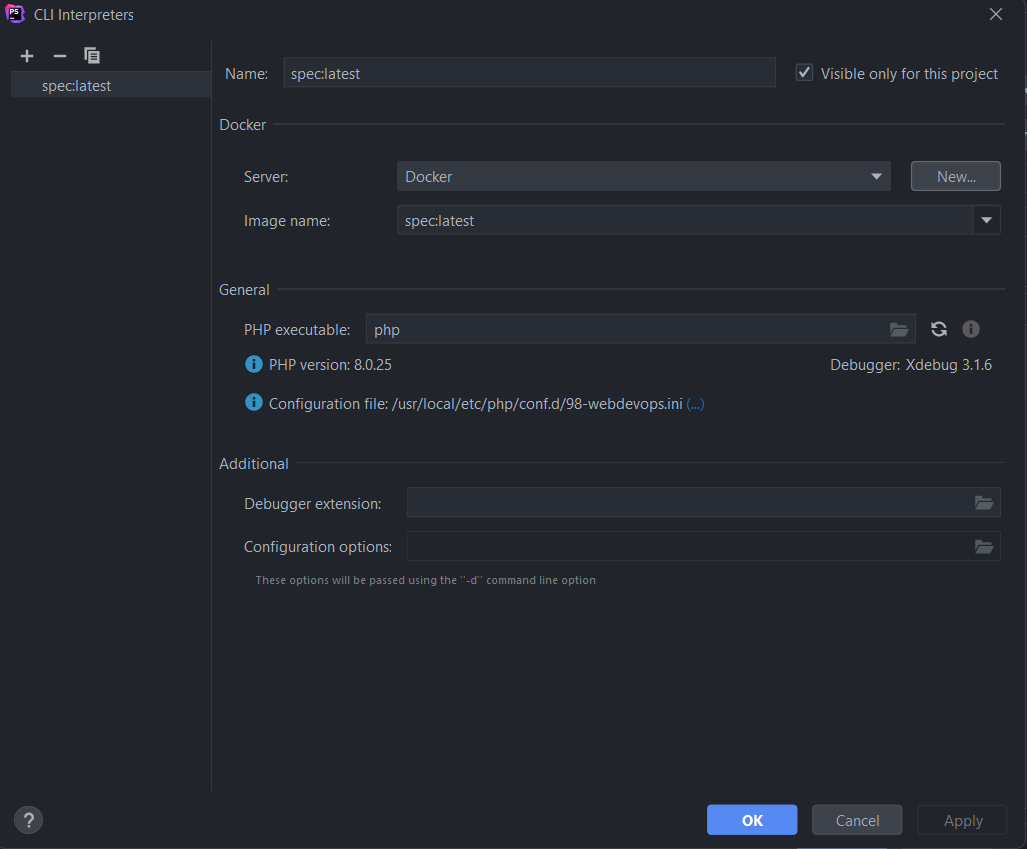 PS CLI Interpreters
spec:latest
Name: spec:latest Visible only for this project
Docker
Server: Docker New...
Image name: spec:latest
General
PHP executable: php
PHP version: 8.0.25 Debugger: Xdebug 3.1.6
Configuration file: /usr/local/etc/php/conf.d/98-webdevops.ini (...)
Additional
Debugger extension:
Configuration options:
These options will be passed using the ''-d'' command line option
? OK Cancel Apply